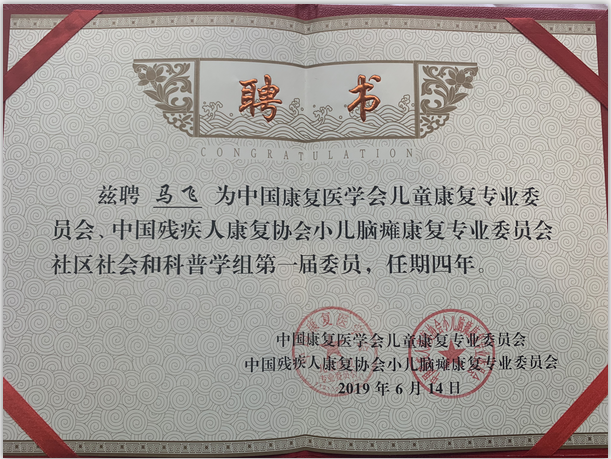 聘书
CONGRATULATION
兹聘 马飞 为中国康复医学会儿童康复专业委
员会、中国残疾人康复协会小儿脑瘫康复专业委员会
社区社会和科普学组第一届委员，任期四年。
中国康复医学会儿童康复专业委员会
中国残疾人康复协会小儿脑瘫康复专业委员会
2019年6月14日